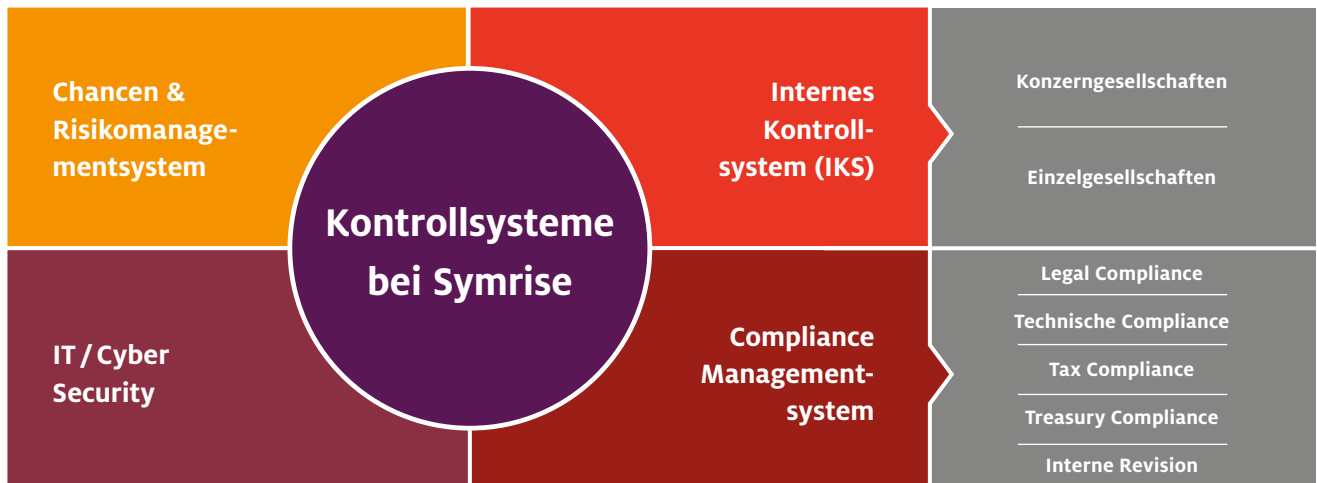 Chancen &
Risikomanage-
mentsystem
Internes
Kontroll-
system (IKS)
Konzerngesellschaften
Einzelgesellschaften
Kontrollsysteme
bei Symrise
IT / Cyber
Security
Compliance
Management-
system
Legal Compliance
Technische Compliance
Tax Compliance
Treasury Compliance
Interne Revision